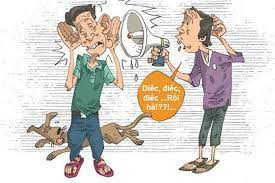 Điếc, điếc,
điếc ...Rồi
hả!??!...